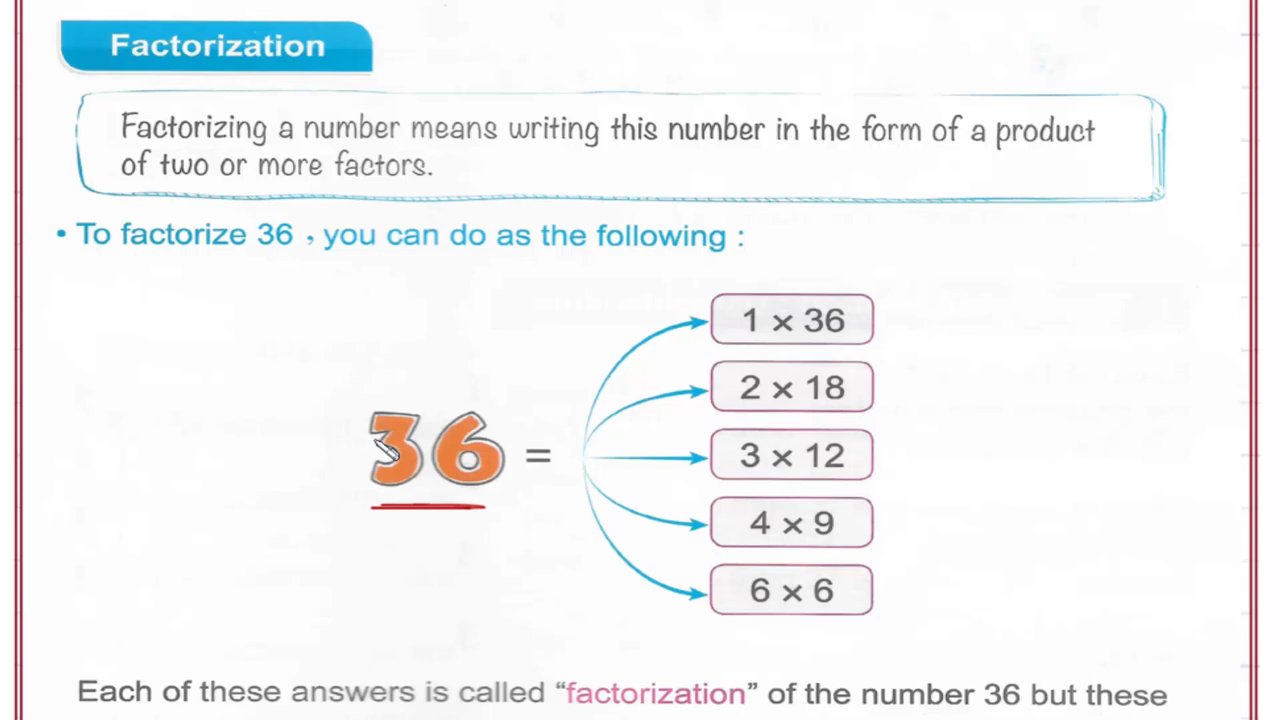 Factorization
Factorizing a number means writing this number in the form of a product
of two or more factors.
• To factorize 36 , you can do as the following :
1 × 36
2 × 18
36 = 3 × 12
4 × 9
6 × 6
Each of these answers is called “factorization” of the number 36 but these